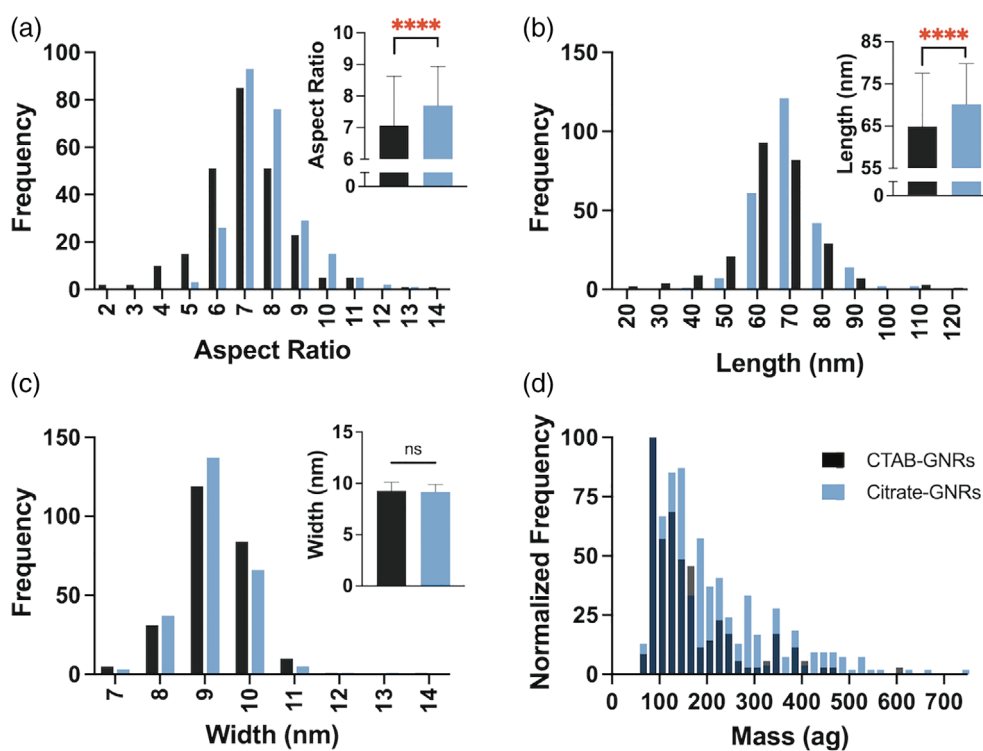 (a)
Frequency
100
80
60
40
20
0
2 3 4 5 6 7 8 9 10 11 12 13 14
Aspect Ratio
****
Aspect Ratio
10
9
8
7
6
0
(b)
Frequency
150
100
50
0
20 30 40 50 60 70 80 90 100 110 120
Length (nm)
****
Length (nm)
85
75
65
55
0
(c)
Frequency
150
100
50
0
7 8 9 10 11 12 13 14
Width (nm)
ns
Width (nm)
15
10
5
0
(d)
Normalized Frequency
100
75
50
25
0
0 100 200 300 400 500 600 700
Mass (ag)
CTAB-GNRs
Citrate-GNRs